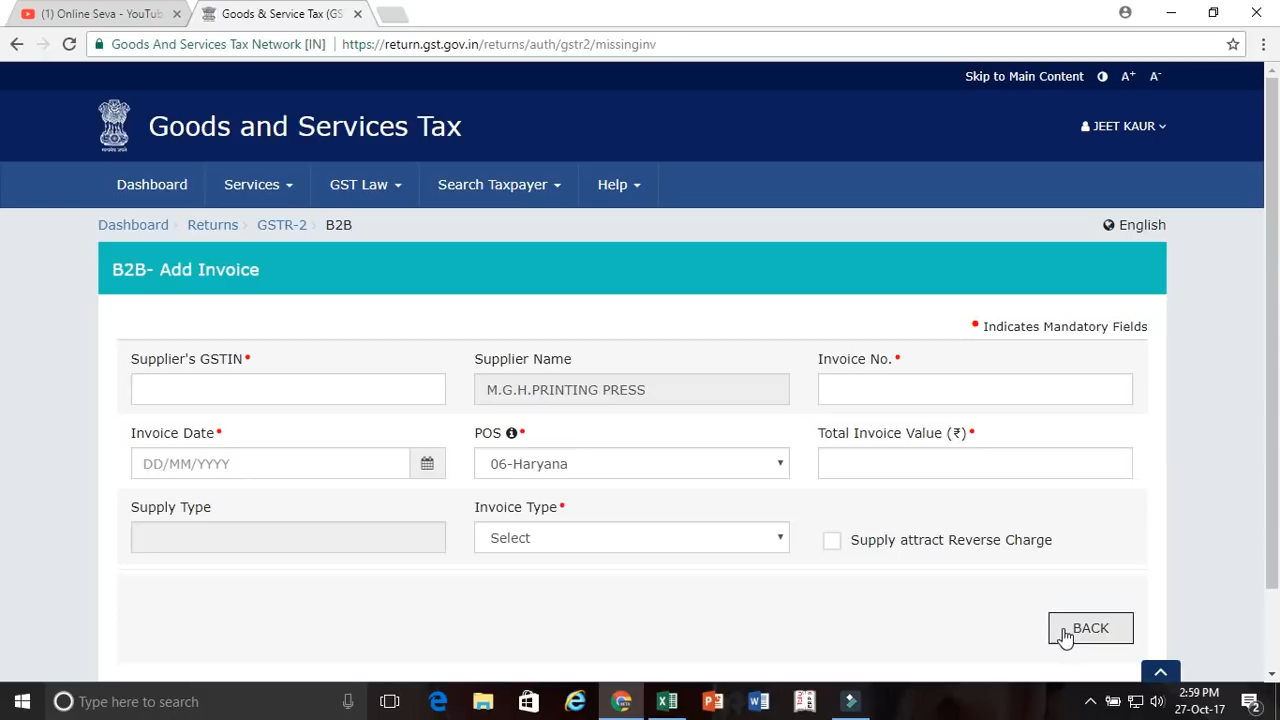 (1) Online Seva - YouTub
Goods & Service Tax (GS
Goods And Services Tax Network [IN]
https://return.gst.gov.in/returns/auth/gstr2/missinginv
Skip to Main Content A+ A-
Goods and Services Tax
JEET KAUR
Dashboard Services GST Law Search Taxpayer Help
Dashboard Returns GSTR-2 B2B English
B2B- Add Invoice
• Indicates Mandatory Fields
Supplier's GSTIN• Supplier Name Invoice No.•
M.G.H.PRINTING PRESS
Invoice Date• POS • Total Invoice Value (₹)•
DD/MM/YYYY 06-Haryana
Supply Type Invoice Type•
Select Supply attract Reverse Charge
BACK
Type here to search
2:59 PM
27-Oct-17
2